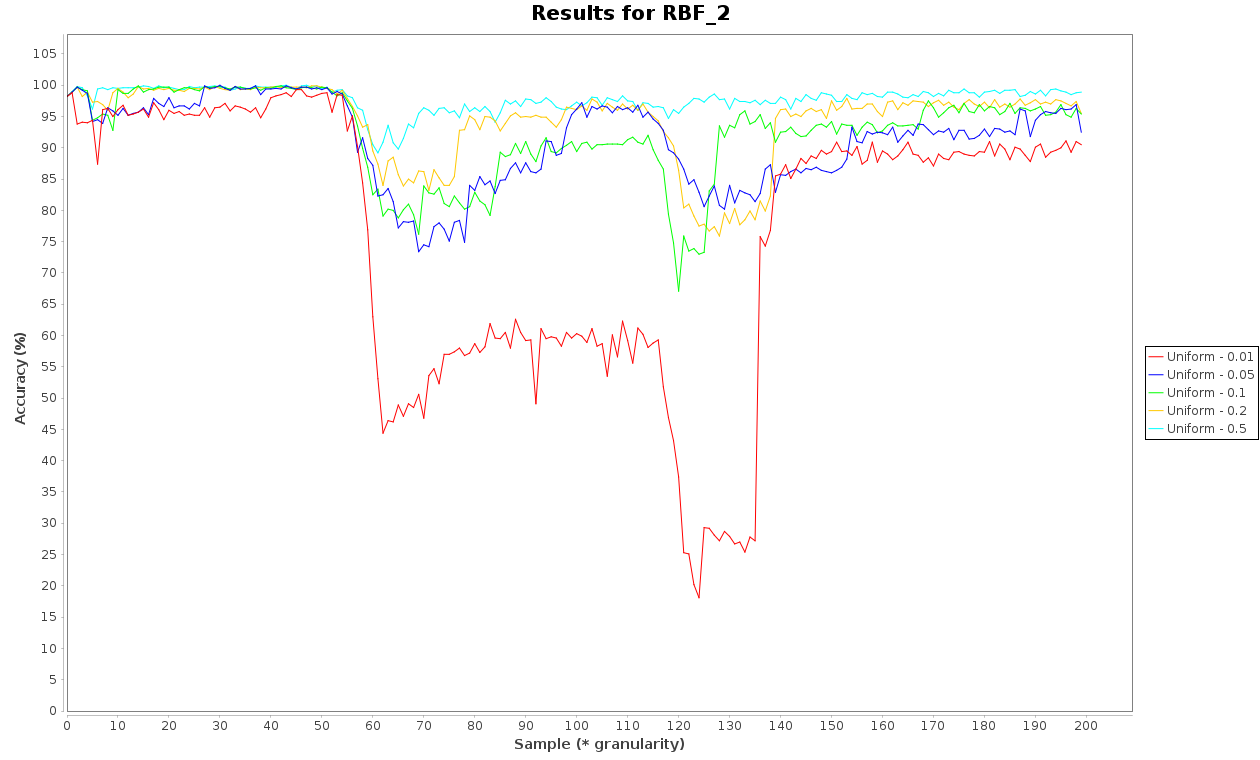 Results for RBF_2
105
100
95
90
85
80
75
70
65
60
55
50
45
40
35
30
25
20
15
10
5
0
Accuracy (%)
0 10 20 30 40 50 60 70 80 90 100 110 120 130 140 150 160 170 180 190 200
Sample (* granularity)
Uniform - 0.01
Uniform - 0.05
Uniform - 0.1
Uniform - 0.2
Uniform - 0.5